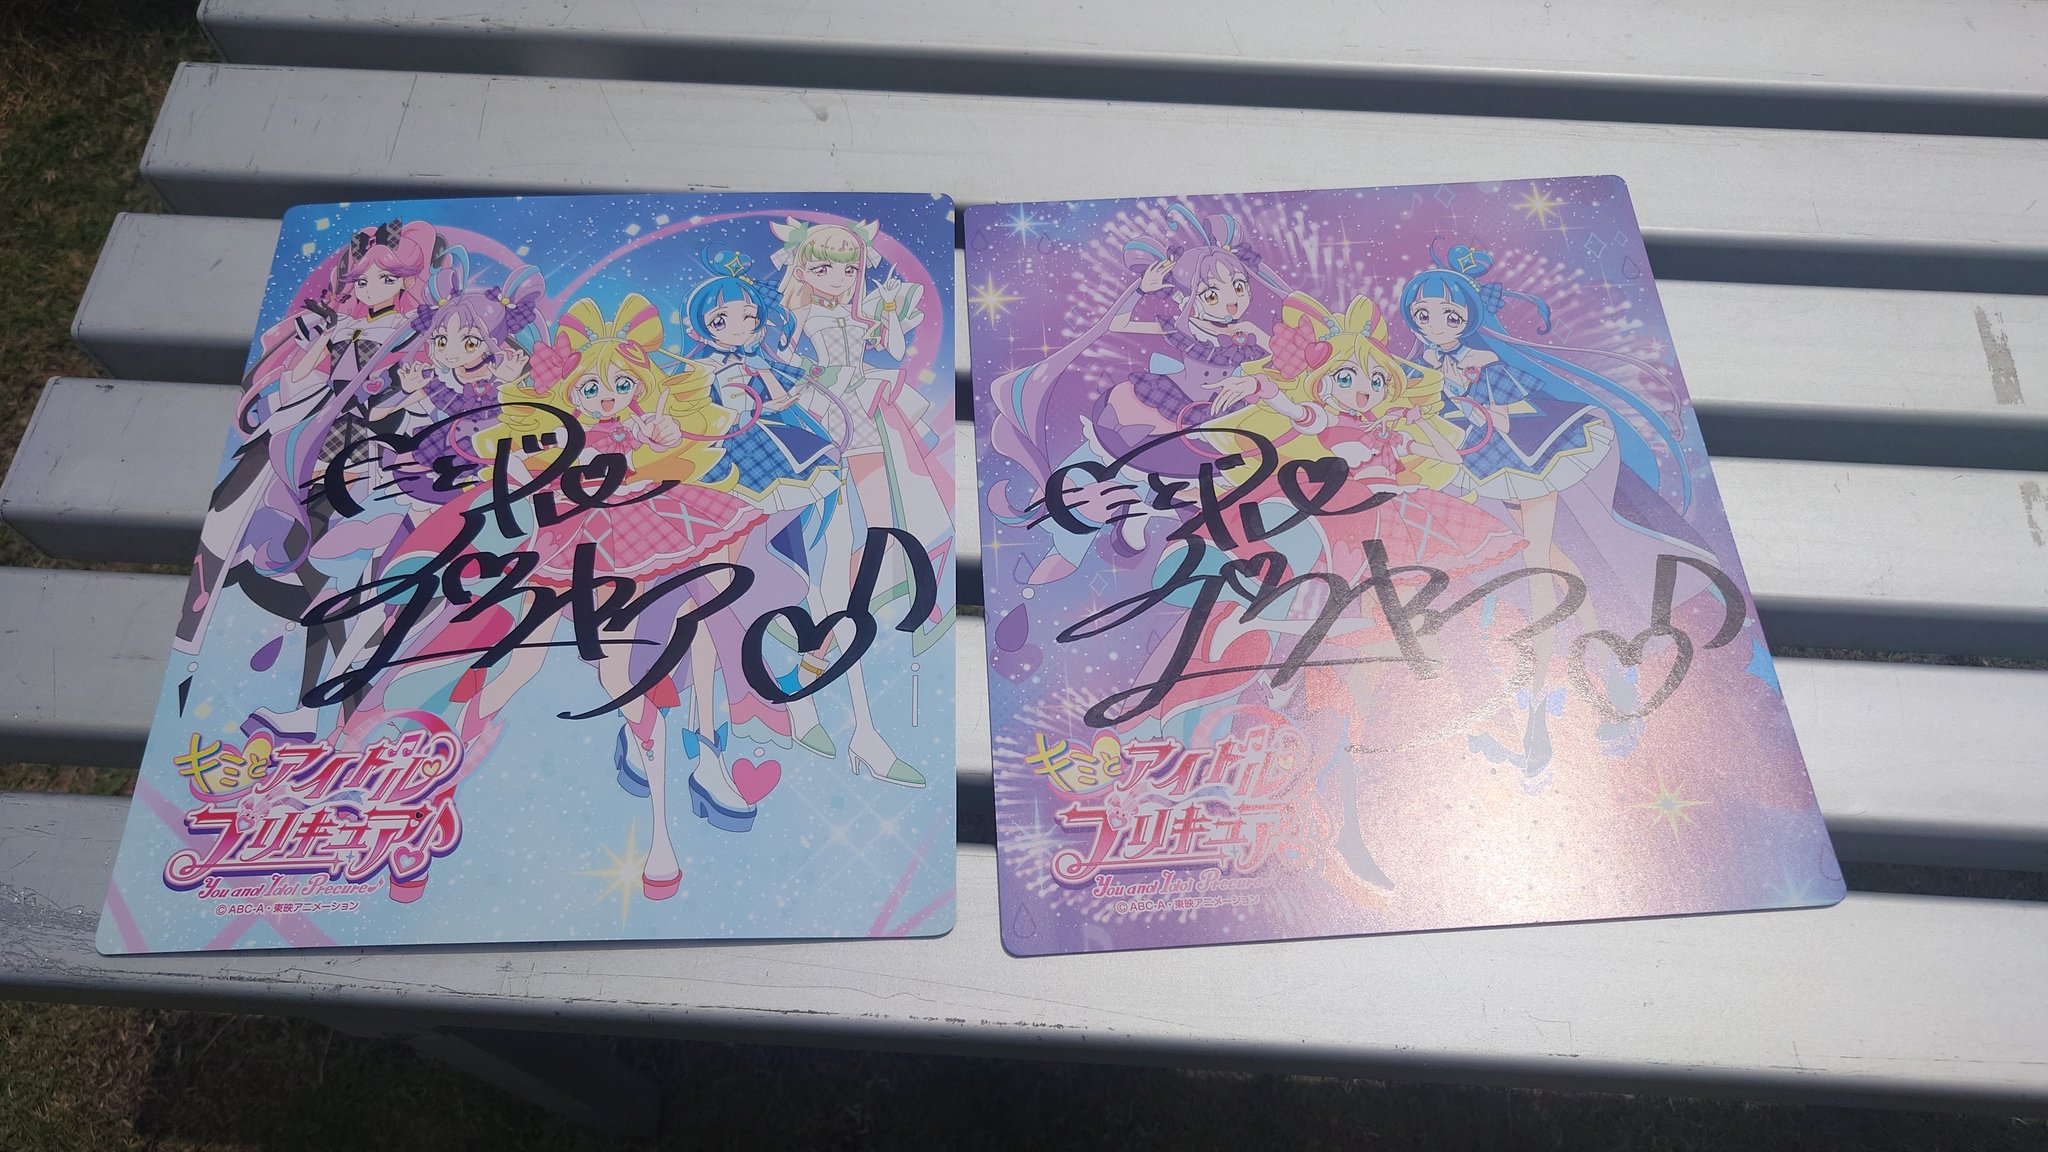 キミとアイドル
プリキュア♡♪
キミとアイドル
プリキュア♪
You and Idol Precure♪
©ABC-A・東映アニメーション
キミとアイドル
プリキュア♡♪
キミとアイドル
プリキュア
You and Idol Precure
©ABC-A・東映アニメーション